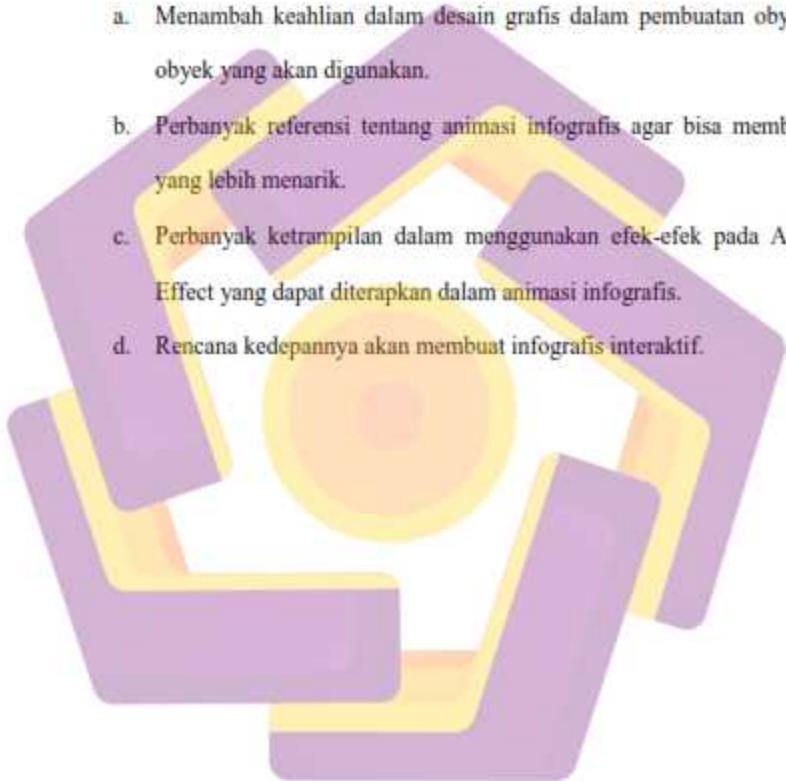 a. Menambah keahlian dalam desain grafis dalam pembuatan oby
obyek yang akan digunakan.
b. Perbanyak referensi tentang animasi infografis agar bisa memb
yang lebih menarik.
c. Perbanyak ketrampilan dalam menggunakan efek-efek pada A
Effect yang dapat diterapkan dalam animasi infografis.
d. Rencana kedepannya akan membuat infografis interaktif.